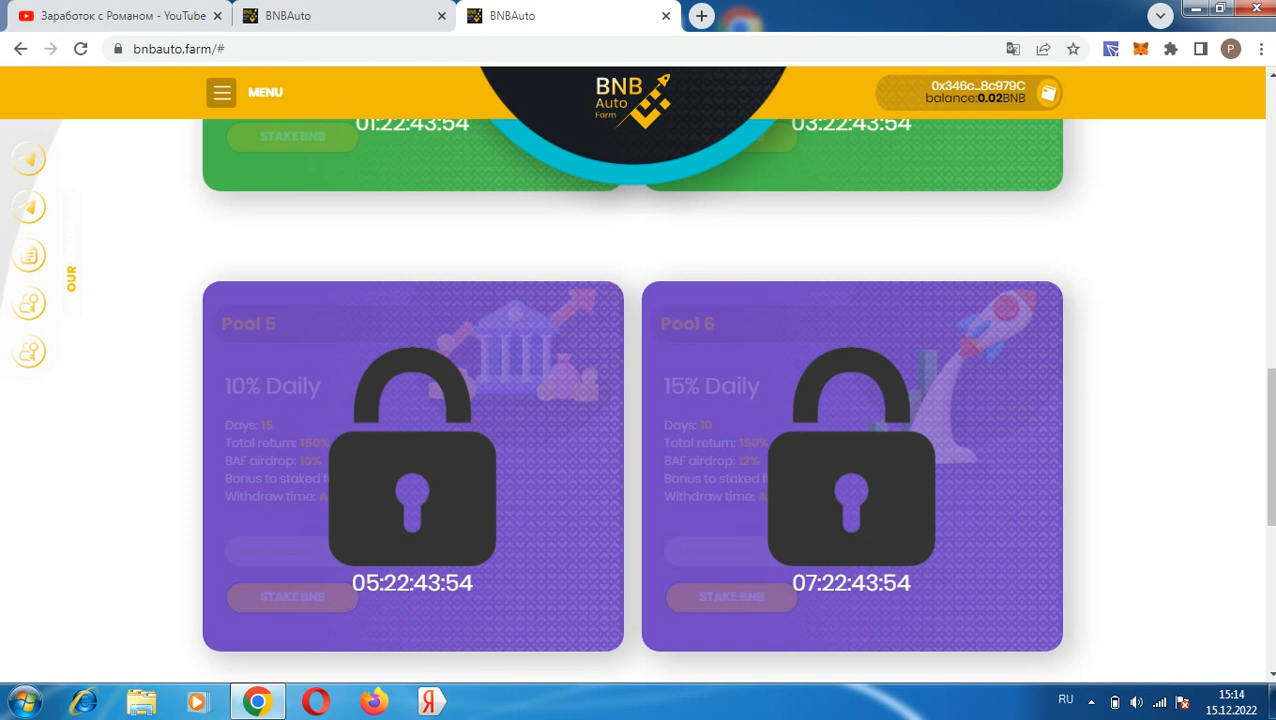 Заработок с Романом - YouTube
BNBAuto
BNBAuto
bnbauto.farm/#
P
MENU
BNB
Auto
Farm
0x346c...8c979C
balance:0.02BNB
STAKE BNB
01:22:43:54
03:22:43:54
OUR
Pool 5
10% Daily
Days: 15
Total return: 150%
BAF airdrop: 10%
Bonus to staked
Withdraw time:
05:22:43:54
STAKE BNB
Pool 6
15% Daily
Days: 10
Total return: 150%
BAF airdrop: 12%
Bonus to staked
Withdraw time:
07:22:43:54
STAKE BNB
RU
15:14
15.12.2022